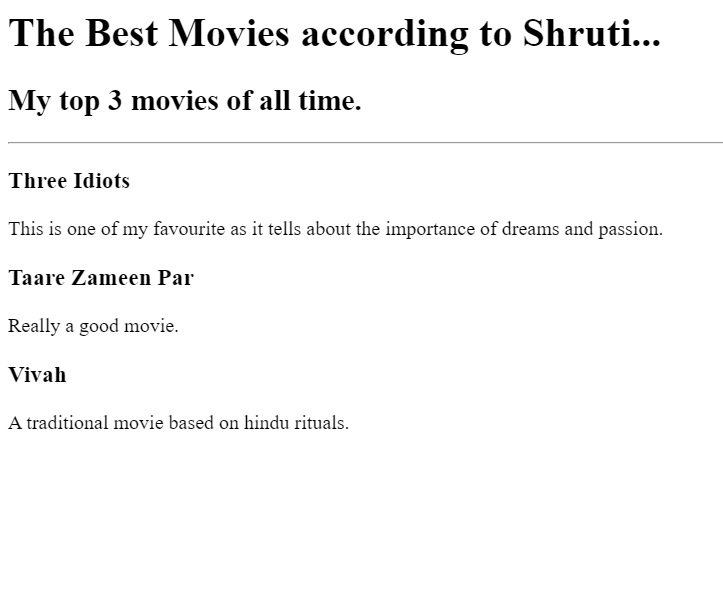 The Best Movies according to Shruti...
My top 3 movies of all time.
Three Idiots
This is one of my favourite as it tells about the importance of dreams and passion.
Taare Zameen Par
Really a good movie.
Vivah
A traditional movie based on hindu rituals.